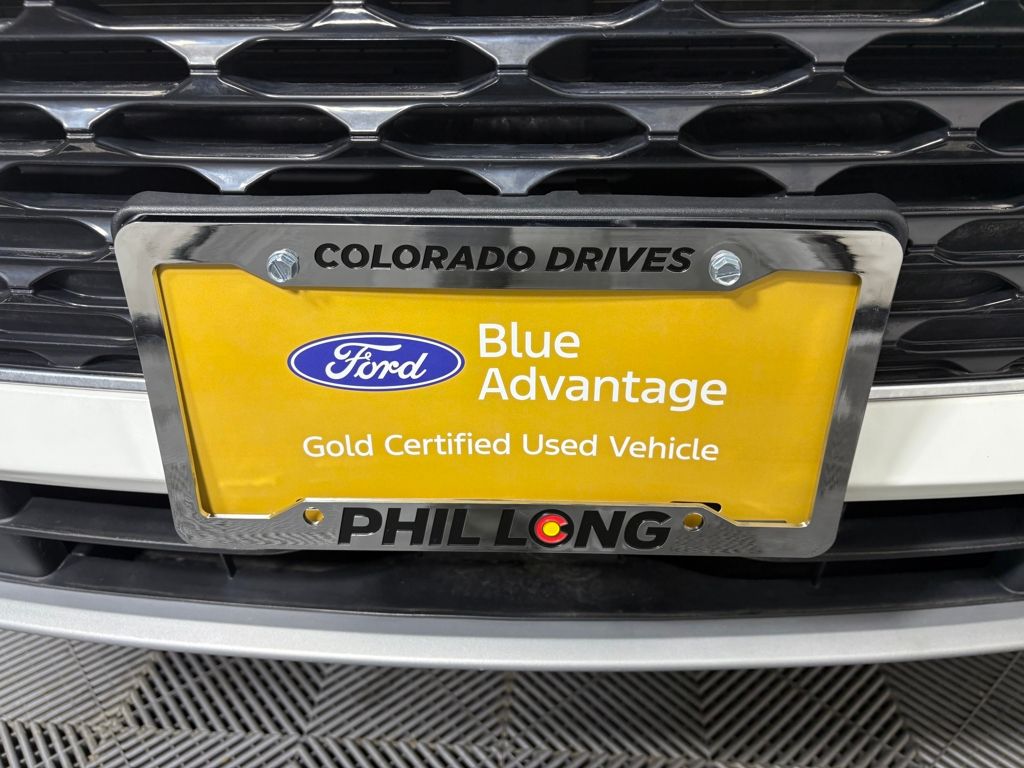 COLORADO DRIVES
Ford
Blue
Advantage
Gold Certified Used Vehicle
PHIL LONG